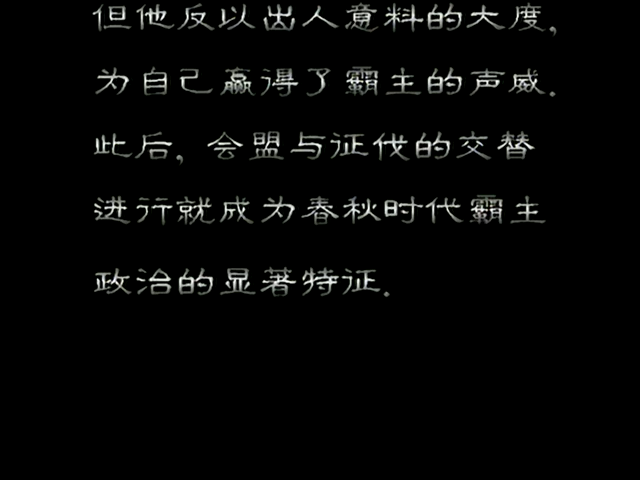 但他反以出人意料的大度,
为自己赢得了霸主的声威.
此后, 会盟与征伐的交替
进行就成为春秋时代霸主
政治的显著特征.